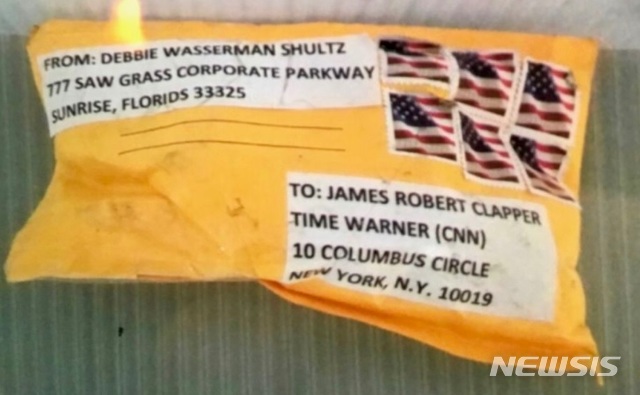 FROM: DEBBIE WASSERMAN SHULTZ
777 SAW GRASS CORPORATE PARKWAY
SUNRISE, FLORIDS 33325
TO: JAMES ROBERT CLAPPER
TIME WARNER (CNN)
10 COLUMBUS CIRCLE
NEW YORK, N.Y. 10019
NEWSIS